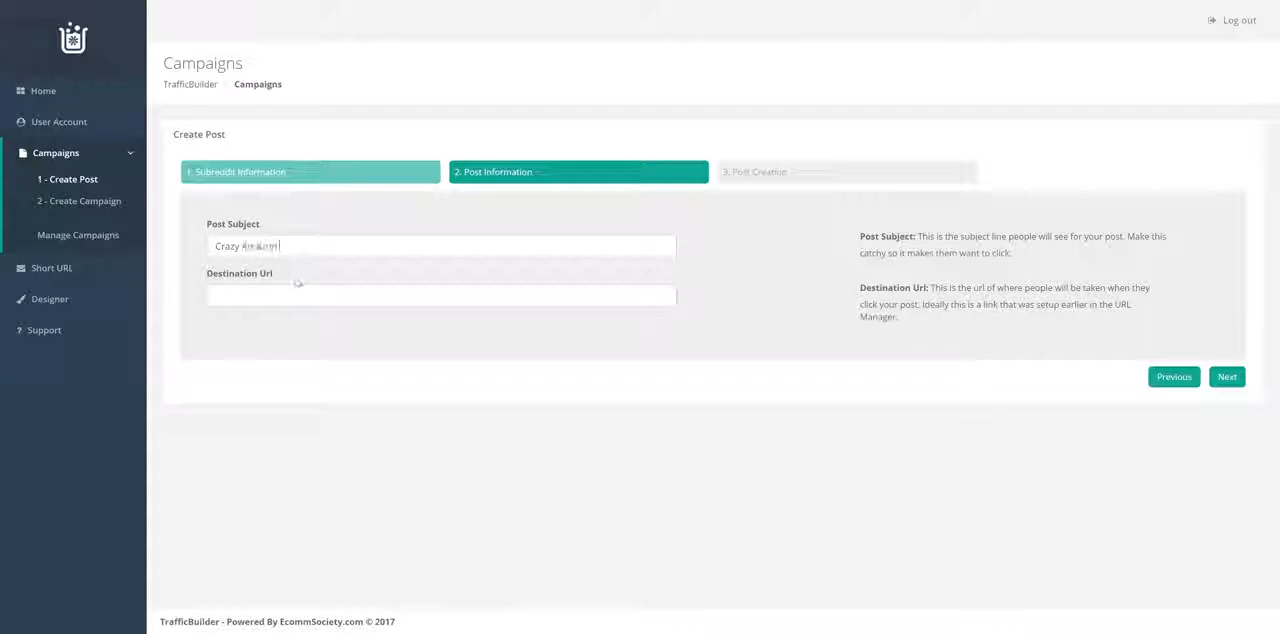 Log out
Campaigns
TrafficBuilder Campaigns
Home
User Account
Campaigns
1 - Create Post
2 - Create Campaign
Manage Campaigns
Short URL
Designer
? Support
Create Post
1. Subreddit Information
2. Post Information
3. Post Creation
Post Subject
Crazy
Destination Url
Post Subject: This is the subject line people will see for your post. Make this
catchy so it makes them want to click.
Destination Url: This is the url of where people will be taken when they
click your post. Ideally this is a link that was setup earlier in the URL
Manager.
Previous
Next
TrafficBuilder - Powered By EcommSociety.com © 2017